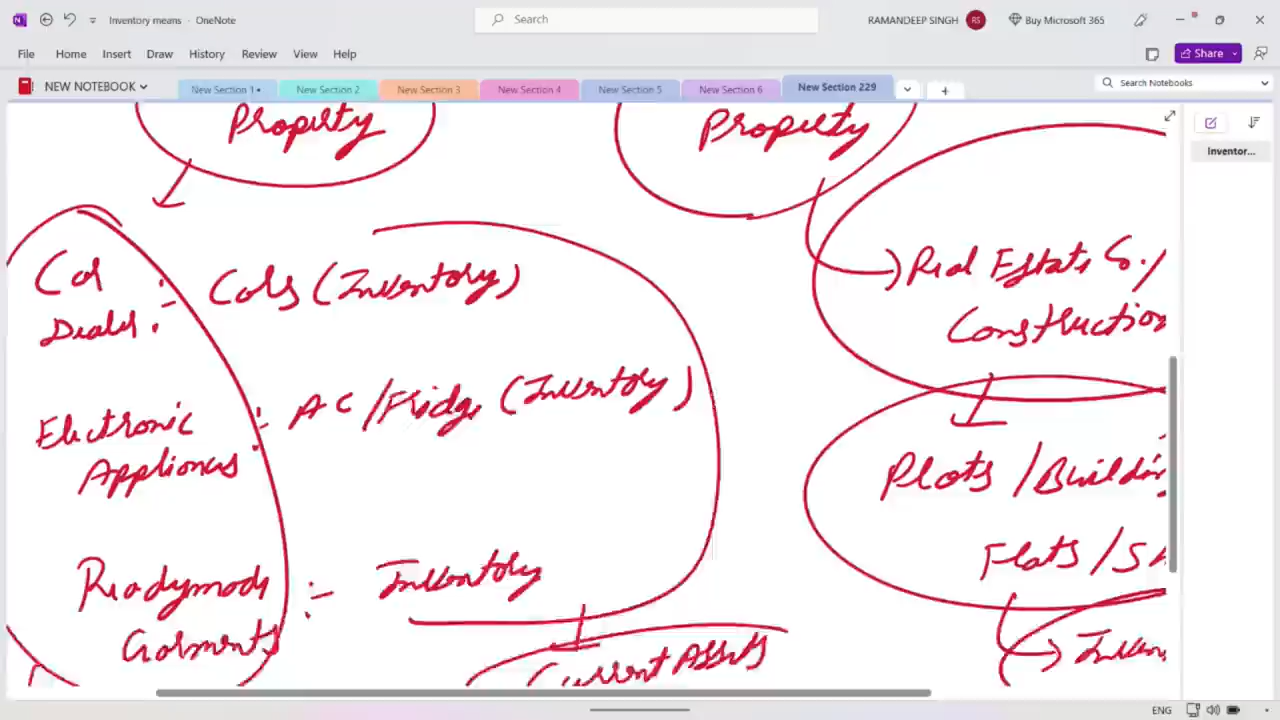 Inventory means - OneNote
Search
RAMANDEEP SINGH RS
Buy Microsoft 365
File Home Insert Draw History Review View Help
Share
NEW NOTEBOOK
New Section 1 New Section 2 New Section 3 New Section 4 New Section 5 New Section 6 New Section 229
Search Notebooks
Inventor...
Property
Property
Car
Dealer :- Cars (Inventory)
Electronic
Appliances :- AC/Fridge (Inventory)
Readymade
Garments :- Inventory
Current Assets
Real Estate Co./
Construction
Plots /Buildin
Flats /
Inven
ENG